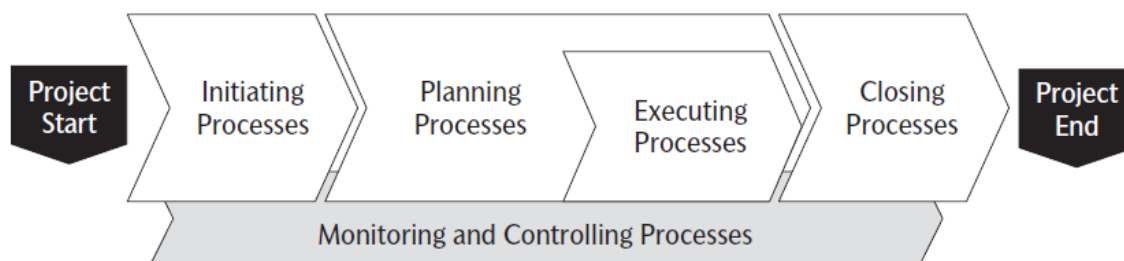 Project
Start
Initiating
Processes
Planning
Processes
Executing
Processes
Closing
Processes
Project
End
Monitoring and Controlling Processes